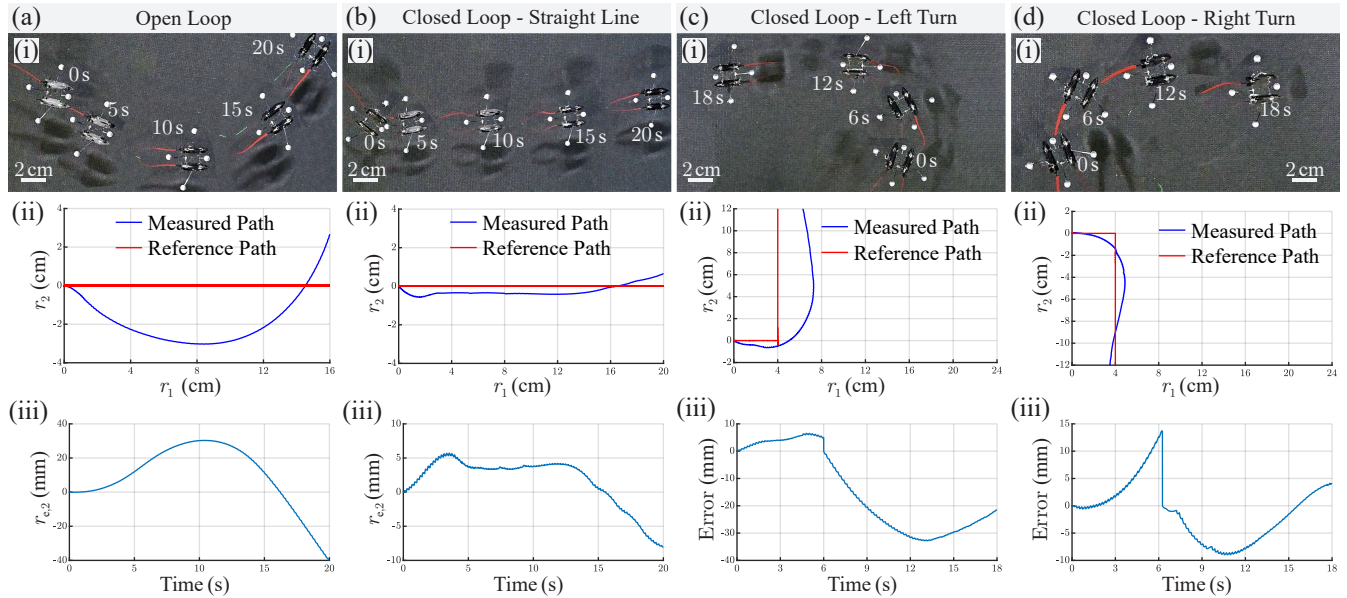 (a) Open Loop
(i)
0 s
5 s
10 s
15 s
20 s
2 cm
(ii)
Measured Path
Reference Path
4
2
0
-2
-4
r2 (cm)
0 4 8 12 16
r1 (cm)
(iii)
40
20
0
-20
-40
re,2 (mm)
0 5 10 15 20
Time (s)
(b) Closed Loop - Straight Line
(i)
0 s
5 s
10 s
15 s
20 s
2 cm
(ii)
Measured Path
Reference Path
4
2
0
-2
-4
r2 (cm)
0 4 8 12 16 20
r1 (cm)
(iii)
10
5
0
-5
-10
re,2 (mm)
0 5 10 15 20
Time (s)
(c) Closed Loop - Left Turn
(i)
18 s
12 s
6 s
0 s
2 cm
(ii)
Measured Path
Reference Path
12
10
8
6
4
2
0
-2
r2 (cm)
0 4 8 12 16 20 24
r1 (cm)
(iii)
10
0
-10
-20
-30
-40
Error (mm)
0 3 6 9 12 15 18
Time (s)
(d) Closed Loop - Right Turn
(i)
0 s
6 s
12 s
18 s
2 cm
(ii)
Measured Path
Reference Path
2
0
-2
-4
-6
-8
-10
-12
r2 (cm)
0 4 8 12 16 20 24
r1 (cm)
(iii)
15
10
5
0
-5
-10
Error (mm)
0 3 6 9 12 15 18
Time (s)